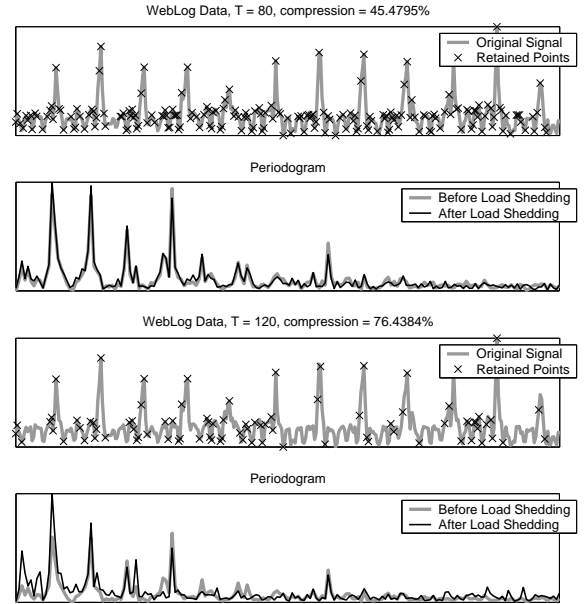 WebLog Data, T = 80, compression = 45.4795%
Original Signal
Retained Points
Periodogram
Before Load Shedding
After Load Shedding
WebLog Data, T = 120, compression = 76.4384%
Original Signal
Retained Points
Periodogram
Before Load Shedding
After Load Shedding